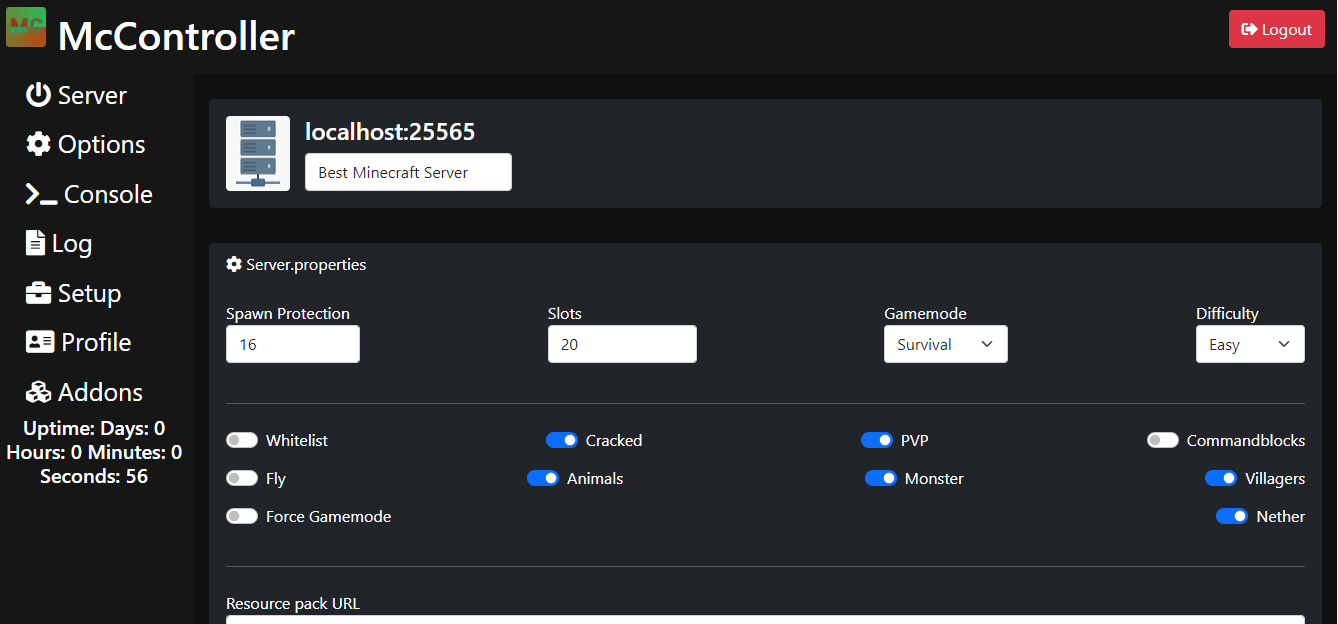 MC
McController
Logout
Server
Options
Console
Log
Setup
Profile
Addons
Uptime: Days: 0
Hours: 0 Minutes: 0
Seconds: 56
localhost:25565
Best Minecraft Server
Server.properties
Spawn Protection Slots Gamemode Difficulty
16 20 Survival Easy
Whitelist Cracked PVP Commandblocks
Fly Animals Monster Villagers
Force Gamemode Nether
Resource pack URL